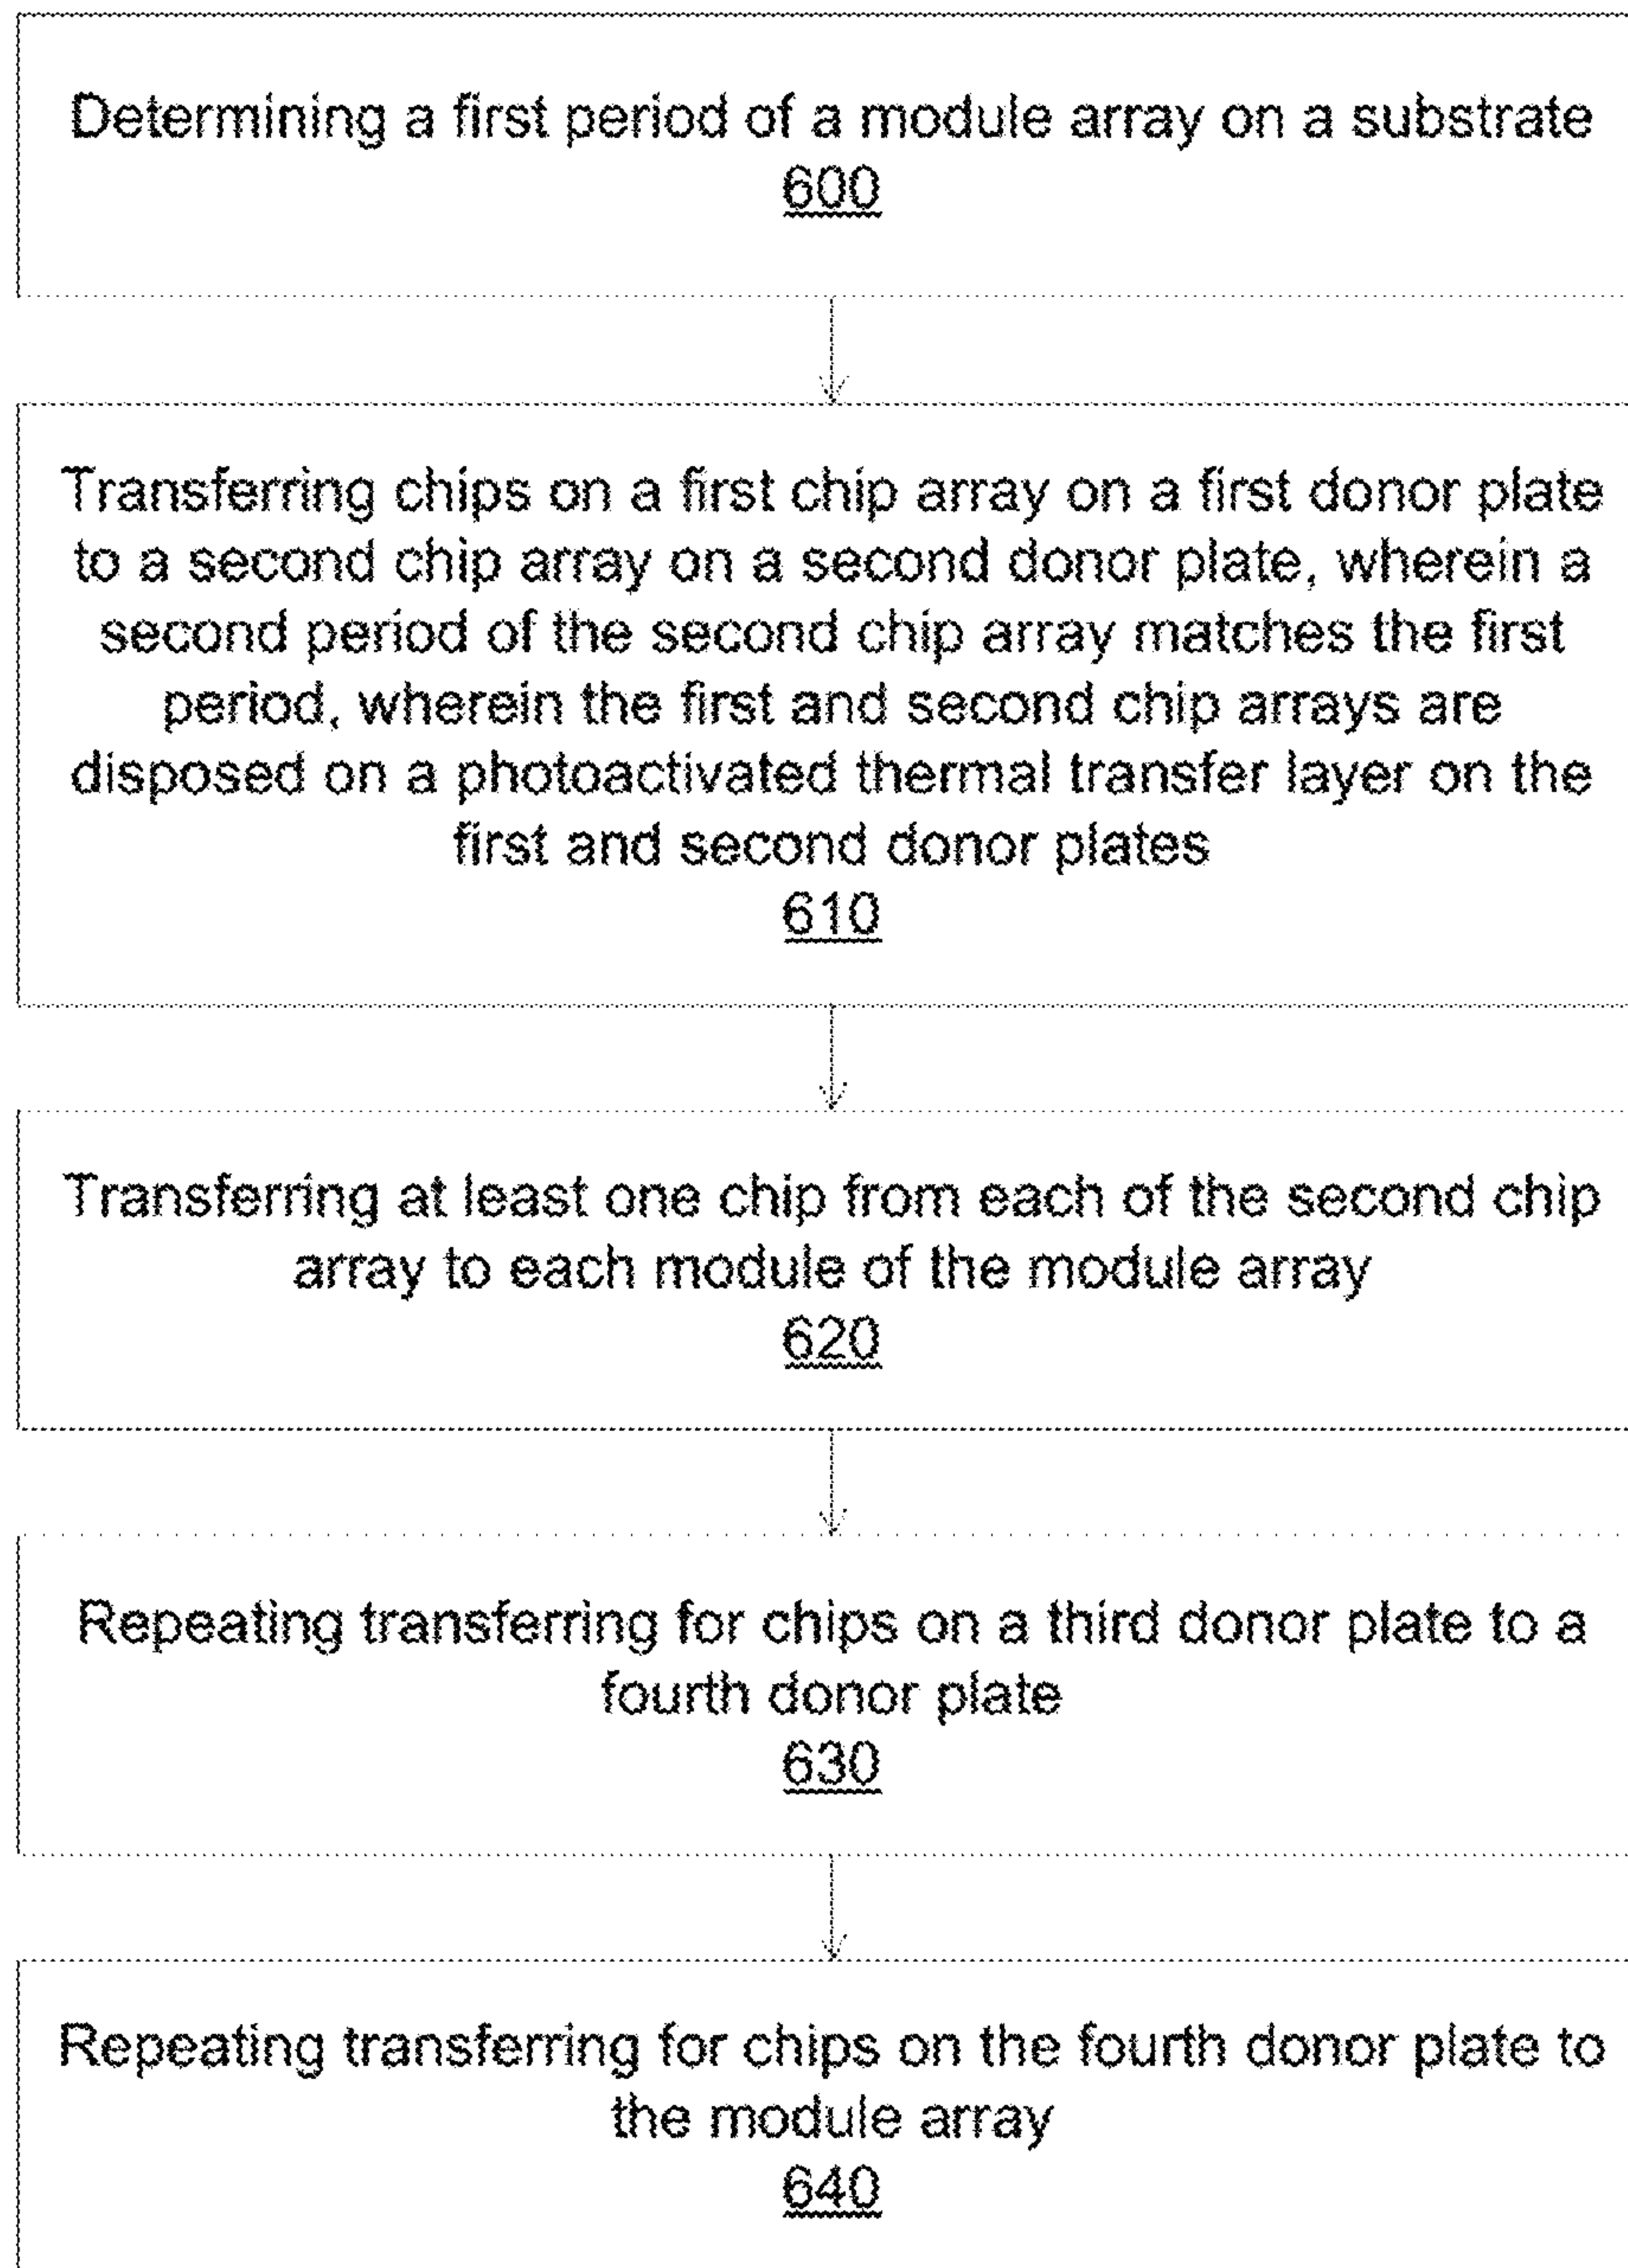 Determining a first period of a module array on a substrate
600
Transferring chips on a first chip array on a first donor plate
to a second chip array on a second donor plate, wherein a
second period of the second chip array matches the first
period, wherein the first and second chip arrays are
disposed on a photoactivated thermal transfer layer on the
first and second donor plates
610
Transferring at least one chip from each of the second chip
array to each module of the module array
620
Repeating transferring for chips on a third donor plate to a
fourth donor plate
630
Repeating transferring for chips on the fourth donor plate to
the module array
640